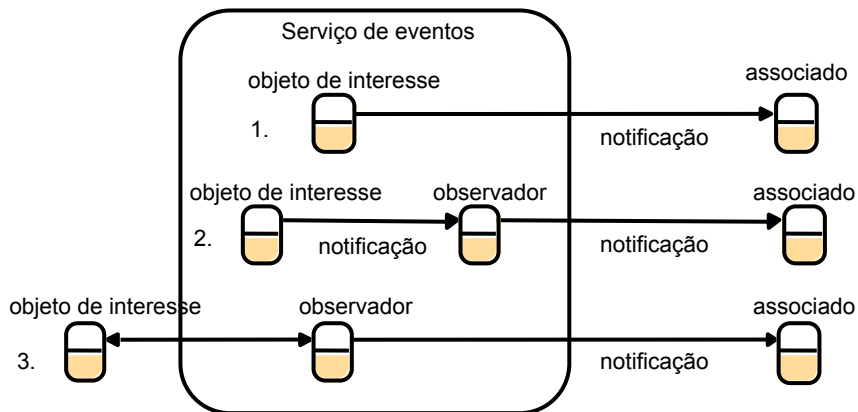 Serviço de eventos
objeto de interesse
associado
1.
notificação
objeto de interesse
observador
associado
2.
notificação
notificação
objeto de interesse
observador
associado
3.
notificação